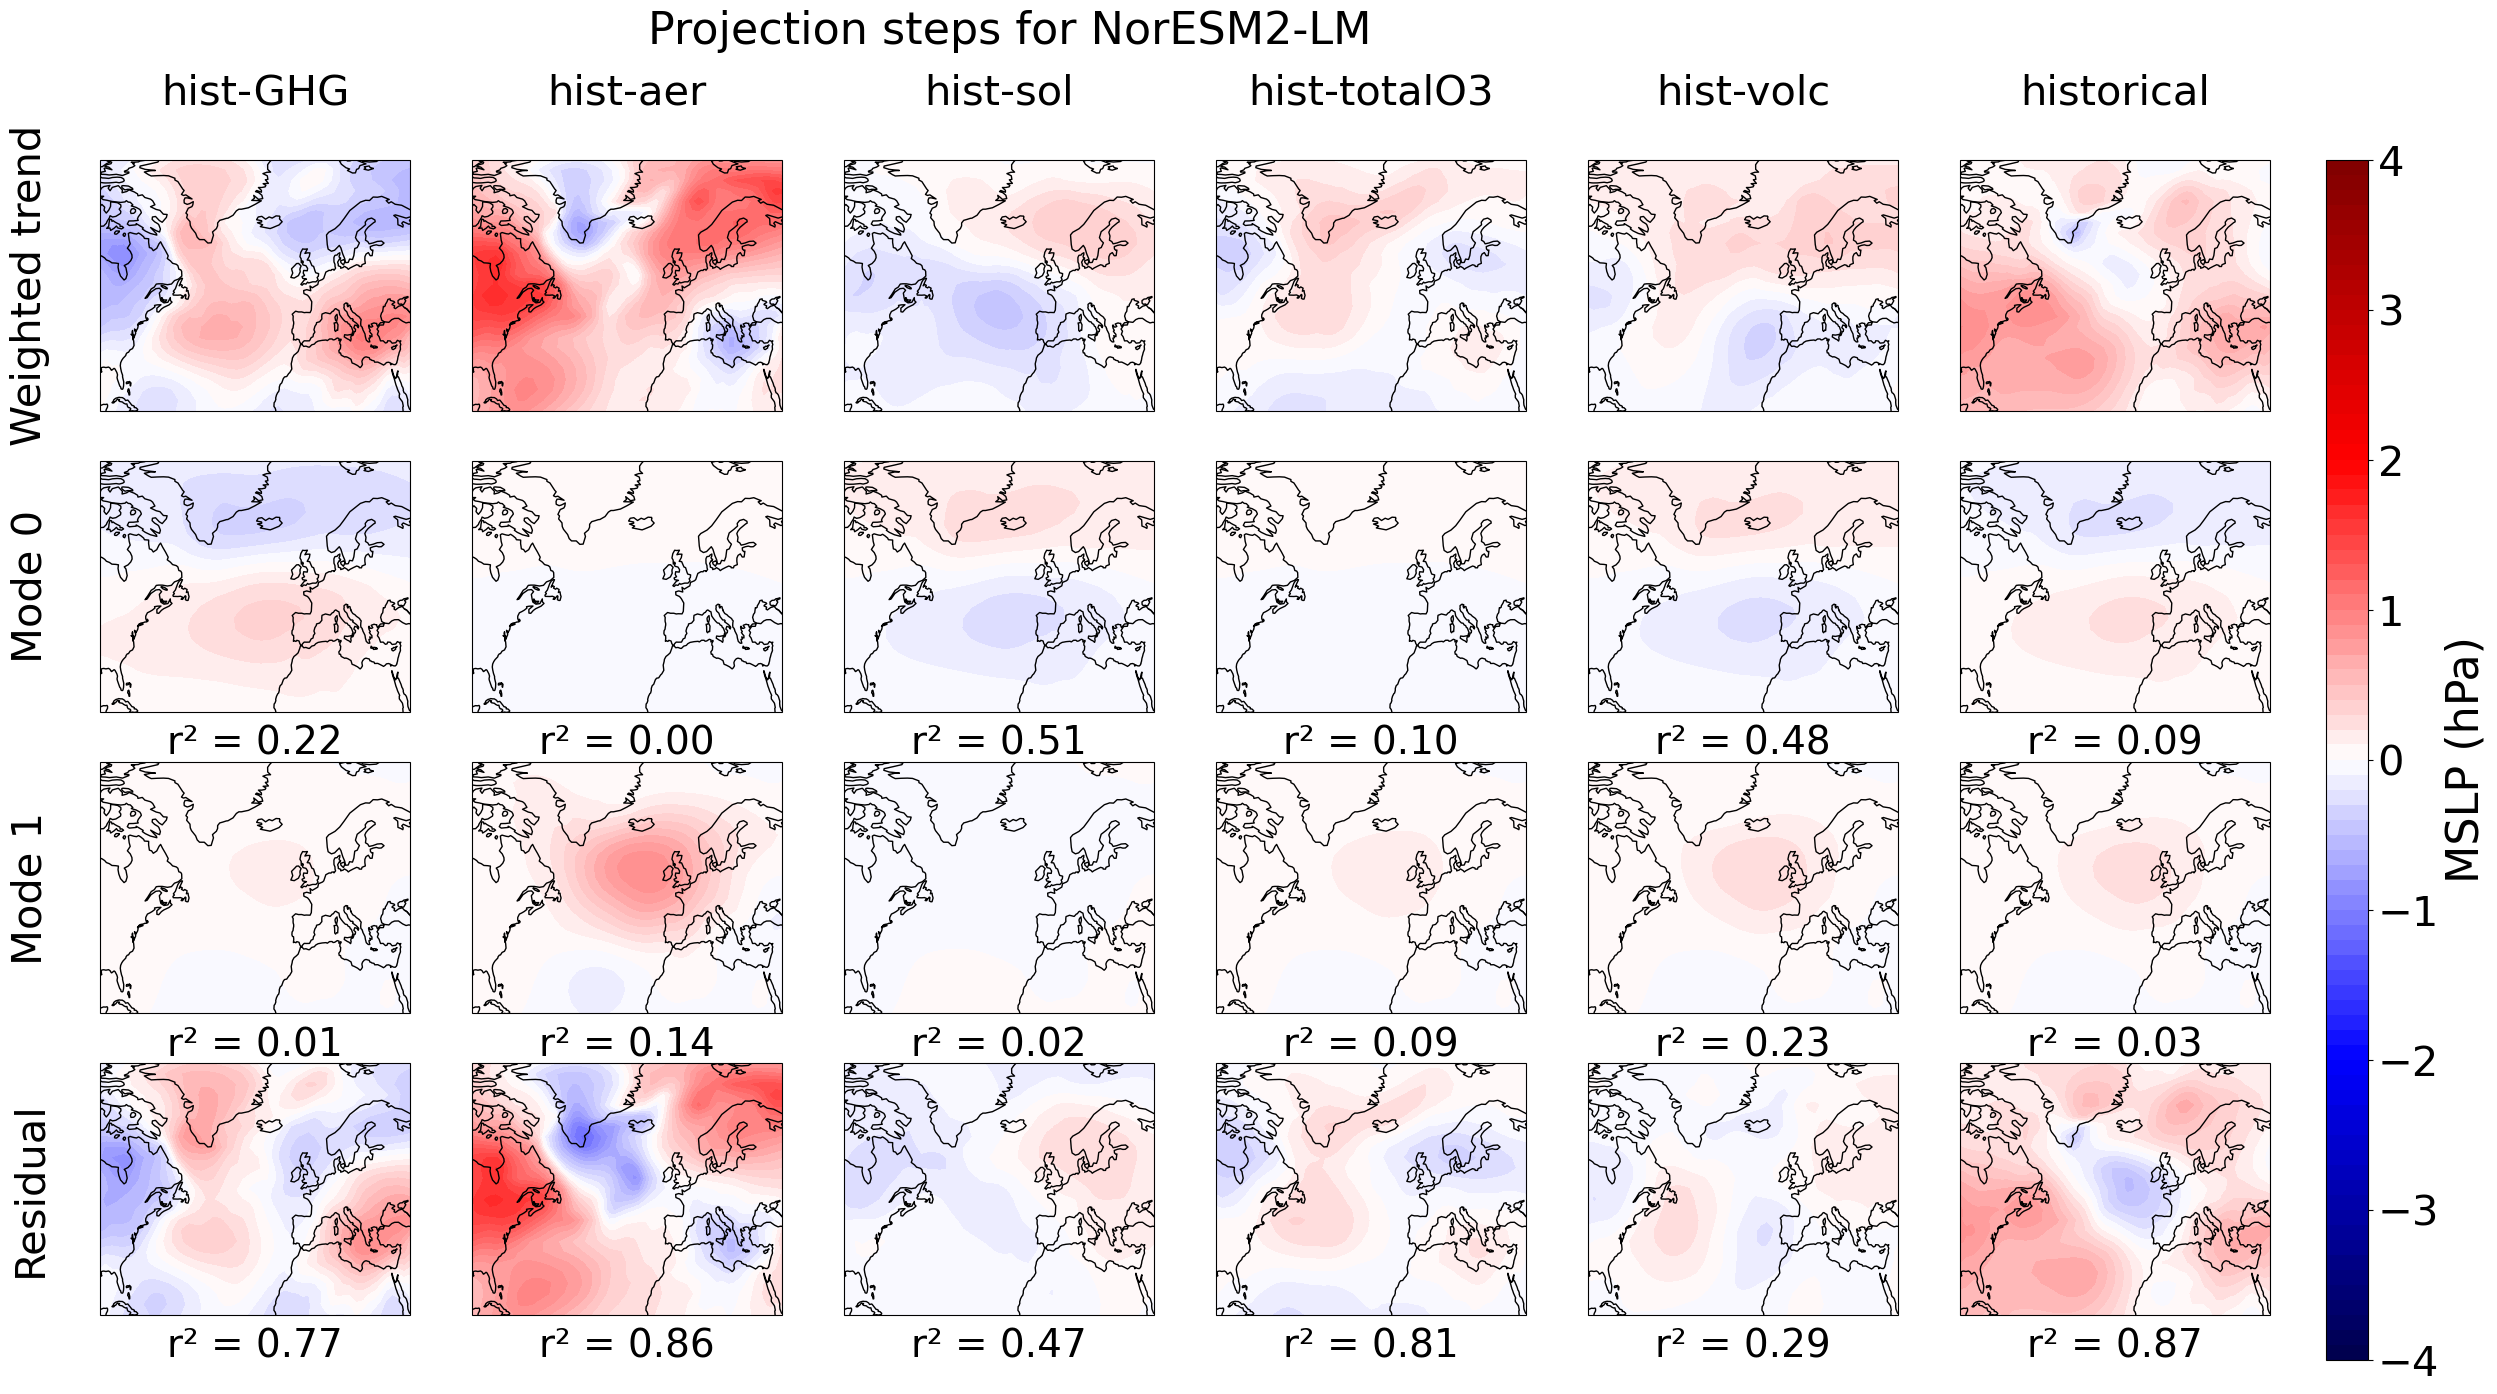 Projection steps for NorESM2-LM
hist-GHG
hist-aer
hist-sol
hist-totalO3
hist-volc
historical
Weighted trend
Mode 0
r² = 0.22
r² = 0.00
r² = 0.51
r² = 0.10
r² = 0.48
r² = 0.09
Mode 1
r² = 0.01
r² = 0.14
r² = 0.02
r² = 0.09
r² = 0.23
r² = 0.03
Residual
r² = 0.77
r² = 0.86
r² = 0.47
r² = 0.81
r² = 0.29
r² = 0.87
4
3
2
1
0
−1
−2
−3
−4
MSLP (hPa)